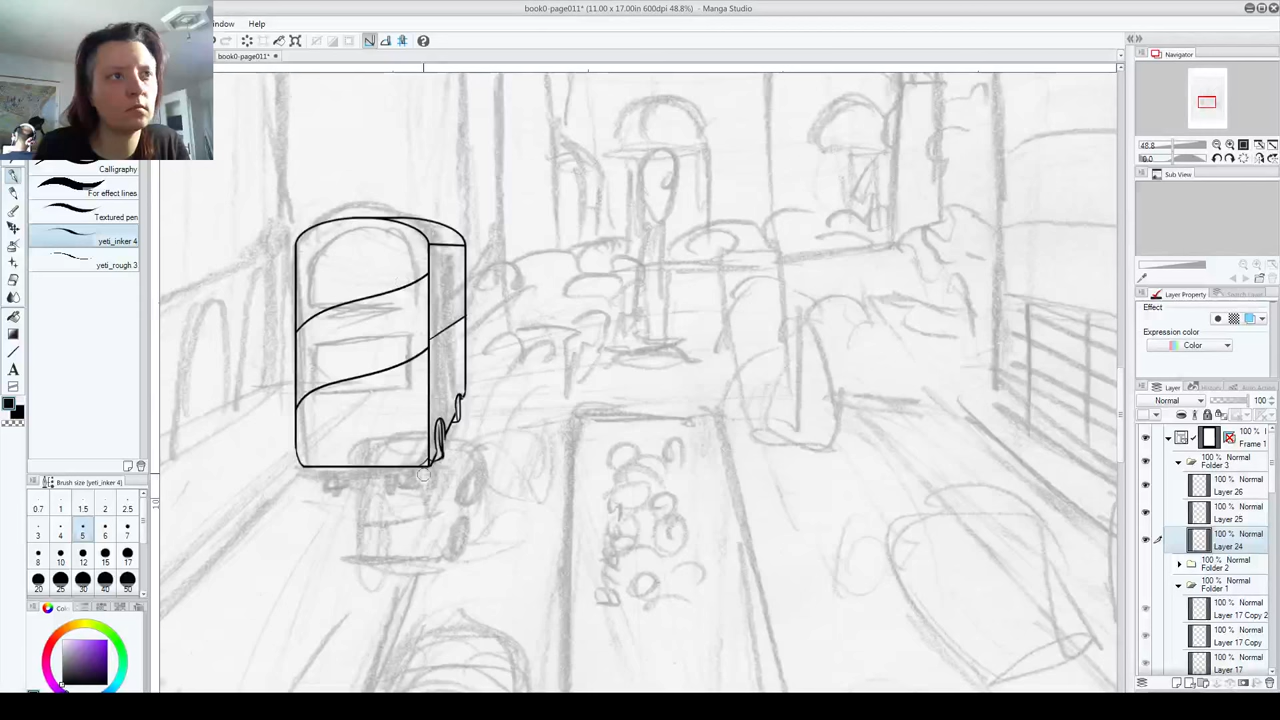 book0-page011* (11.00 x 17.00in 600dpi 48.8%) - Manga Studio
Window Help
book0-page011*
Calligraphy
For effect lines
Textured pen
yeti_inker 4
yeti_rough 3
Brush size (yeti_inker 4)
0.7 1 1.5 2 2.5
3 4 5 6 7
8 10 12 15 17
20 25 30 40 50
Navigator
48.8
0.0
Sub View
Layer Property
Effect
Expression color
Color
Layer
Normal 100
100 %
Frame 1
100 % Normal
Folder 3
100 % Normal
Layer 26
100 % Normal
Layer 25
100 % Normal
Layer 24
100 % Normal
Folder 2
100 % Normal
Folder 1
100 % Normal
Layer 17 Copy 2
100 % Normal
Layer 17 Copy
100 % Normal
Layer 17